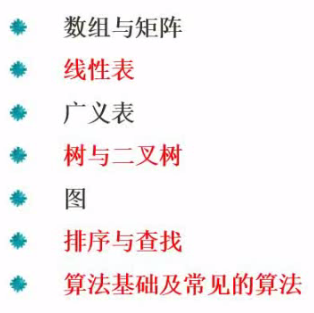 数组与矩阵
线性表
广义表
树与二叉树
图
排序与查找
算法基础及常见的算法